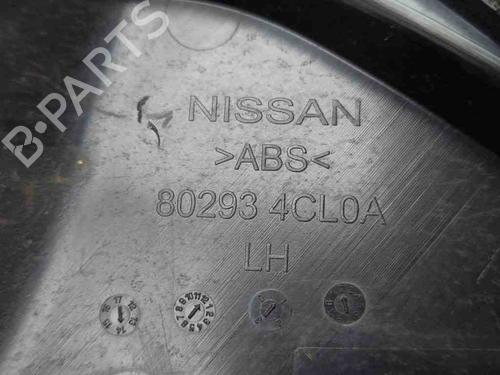 B-PARTS
NISSAN
>ABS<
80293 4CL0A
LH